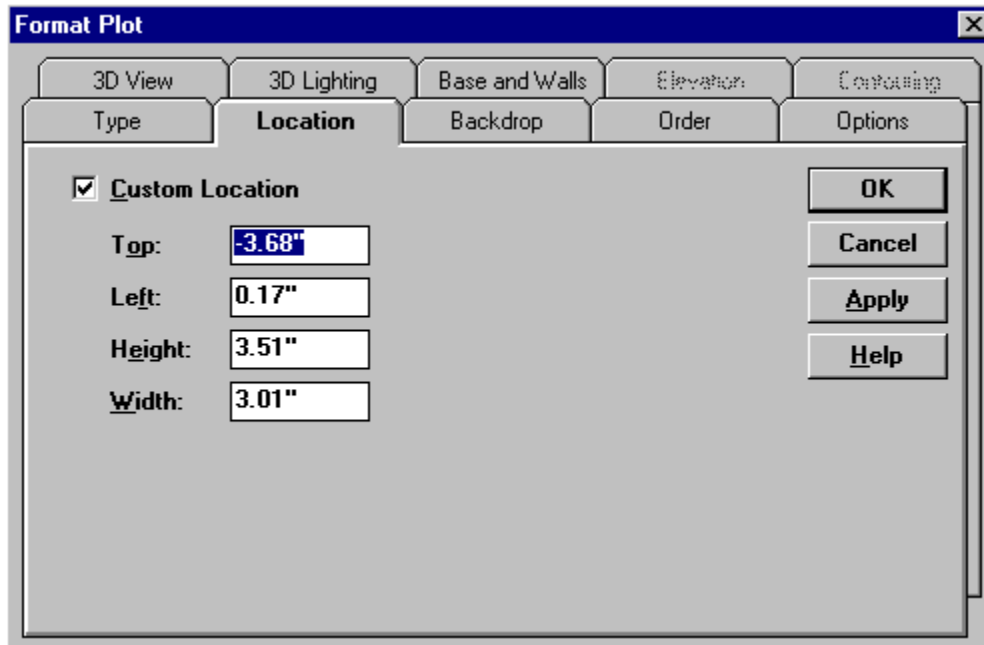 Format Plot
3D View
3D Lighting
Base and Walls
Elevation
Contouring
Type
Location
Backdrop
Order
Options
Custom Location
Top: -3.68"
Left: 0.17"
Height: 3.51"
Width: 3.01"
OK
Cancel
Apply
Help